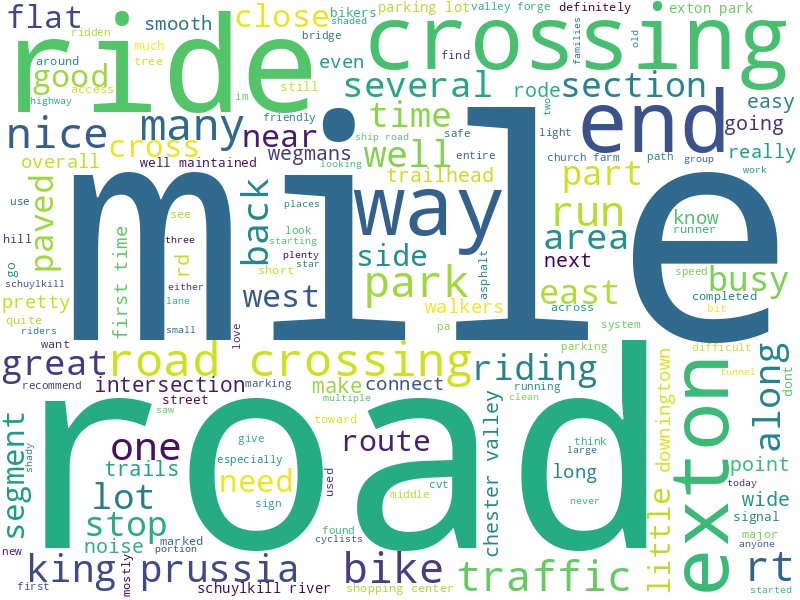 flat
ride
smooth
close
bikers
parking lot
valley forge
definitely
exton park
ridden
bridge
shaded
crossing
families
old
much
tree
find
around
good
access
highway
im
still
even
several
rode
section
two
easy
friendly
time
end
going
nice
many
near
ship road
safe
light
cross
wegmans
well
overall
well maintained
looking
entire
church farm
path
group
really
trailhead
part
work
mile
way
paved
use
see
back
places
run
know
runner
hill
three
look
starting
area
side
go
rd
plenty
star
next
schuylkill
either
short
west
park
asphalt
east
speed
busy
pretty
first time
lane
walkers
across
completed
bit
quite
riders
small
love
pa
system
want
parking
difficult
great
road crossing
riding
tunnel
along
dont
recommend
intersection
marking
make
connect
running
clean
downingtown
street
multiple
saw
toward
road
exton
segment
one
give
route
chester valley
think
large
point
shady
trails
especially
need
used
cvt
long
today
lot
sign
middle
never
little
wide
stop
signal
noise
marked
found
cyclists
major
anyone
new
portion
king prussia
bike
traffic
rt
first
mostly
schuylkill river
shopping center
started